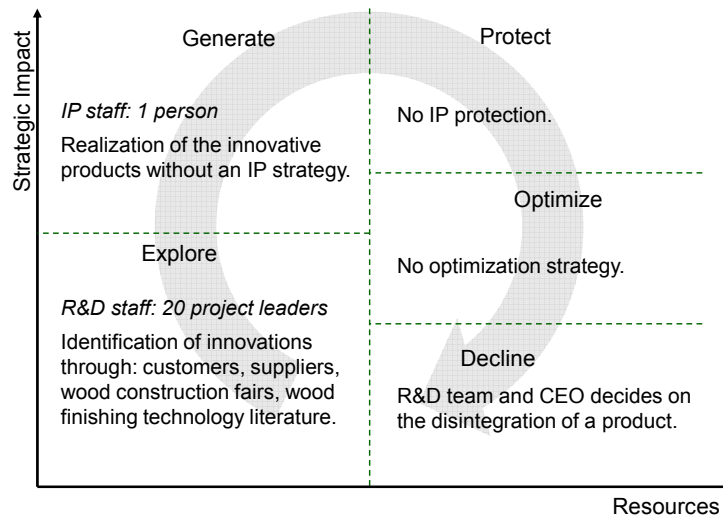 Strategic Impact
Generate
IP staff: 1 person
Realization of the innovative
products without an IP strategy.
Protect
No IP protection.
Optimize
No optimization strategy.
Explore
R&D staff: 20 project leaders
Identification of innovations
through: customers, suppliers,
wood construction fairs, wood
finishing technology literature.
Decline
R&D team and CEO decides on
the disintegration of a product.
Resources